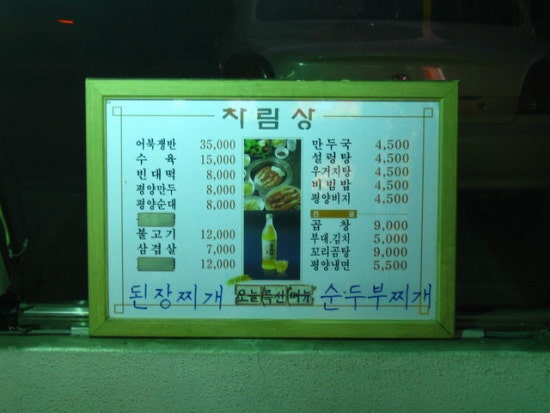 차림상
어북쟁반 35,000
수육 15,000
빈대떡 8,000
평양만두 8,000
평양순대 8,000
불고기 12,000
삼겹살 7,000
12,000
만두국 4,500
설렁탕 4,500
우거지탕 4,500
비빔밥 4,500
평양비지 4,500
곱창 9,000
부대.김치 5,000
꼬리곰탕 9,000
평양냉면 5,500
된장찌개 오늘특선메뉴 순두부찌개